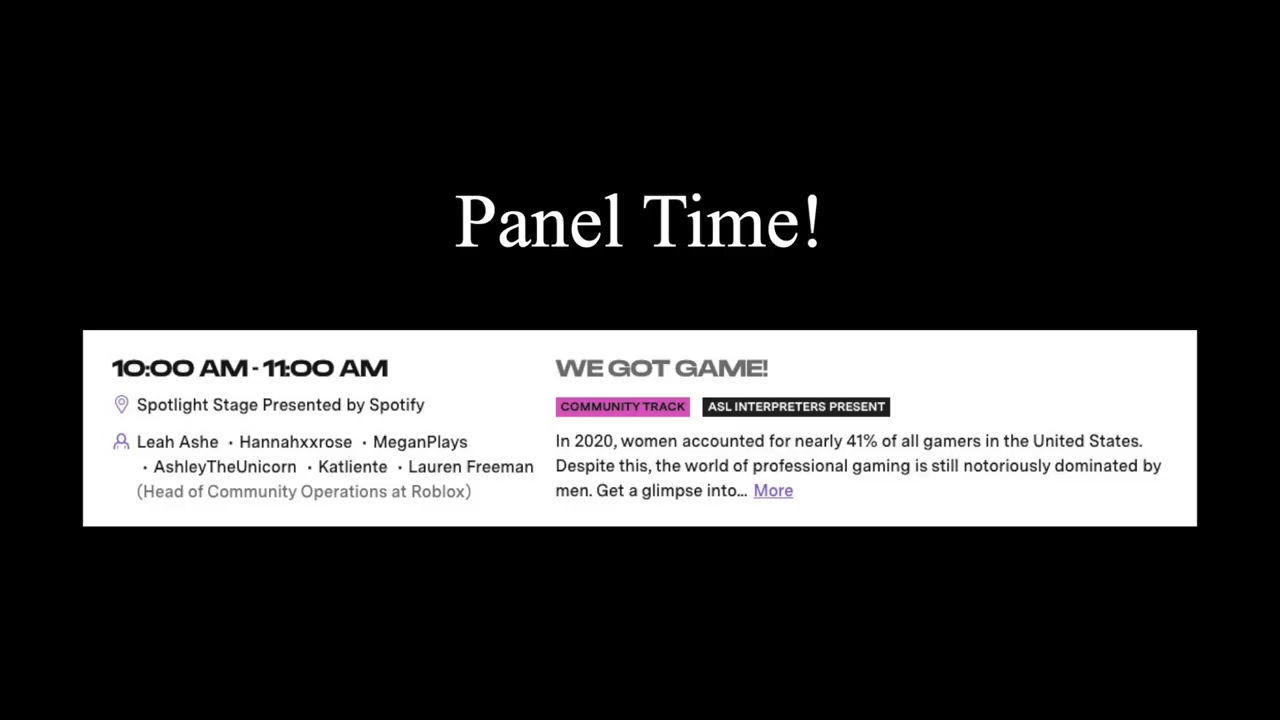 Panel Time!
10:00 AM - 11:00 AM
Spotlight Stage Presented by Spotify
Leah Ashe · Hannahxxrose · MeganPlays
· AshleyTheUnicorn · Katliente · Lauren Freeman
(Head of Community Operations at Roblox)
WE GOT GAME!
COMMUNITY TRACK ASL INTERPRETERS PRESENT
In 2020, women accounted for nearly 41% of all gamers in the United States.
Despite this, the world of professional gaming is still notoriously dominated by
men. Get a glimpse into... More